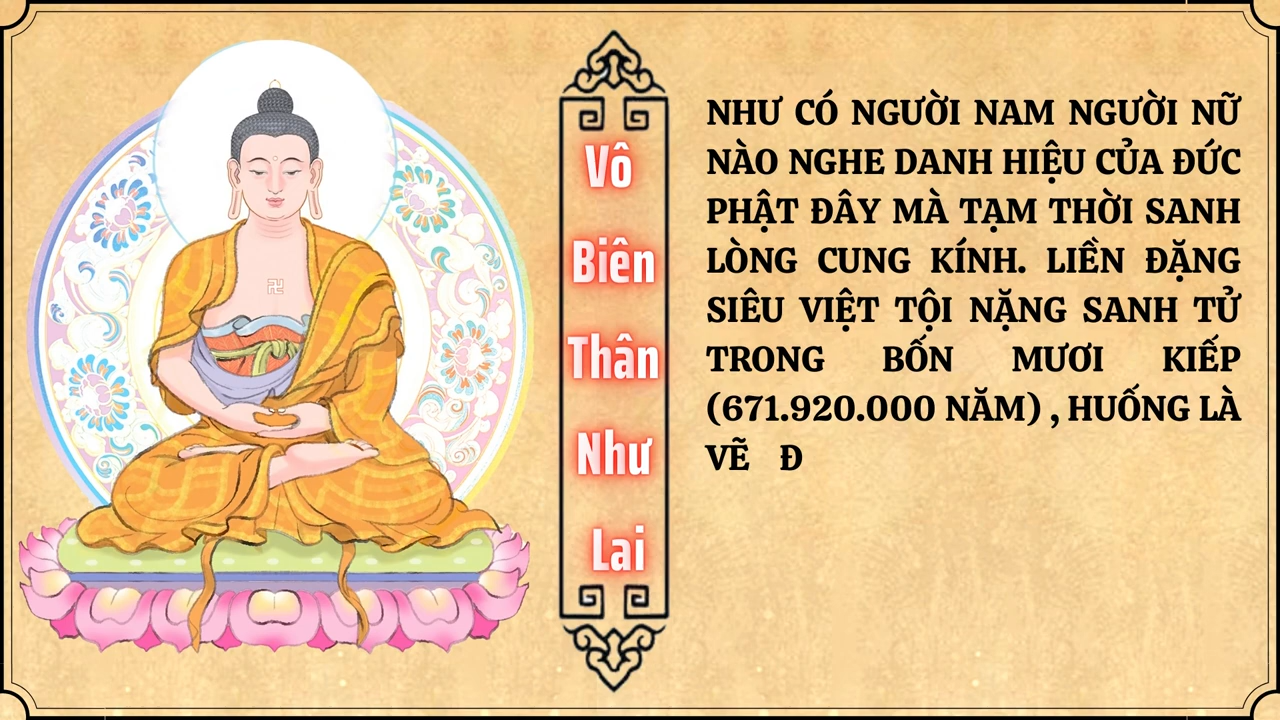 Vô
Biên
Thân
Như
Lai
NHƯ CÓ NGƯỜI NAM NGƯỜI NỮ
NÀO NGHE DANH HIỆU CỦA ĐỨC
PHẬT ĐÂY MÀ TẠM THỜI SANH
LÒNG CUNG KÍNH. LIỀN ĐẶNG
SIÊU VIỆT TỘI NẶNG SANH TỬ
TRONG BỐN MƯƠI KIẾP
(671.920.000 NĂM) , HUỐNG LÀ
VẼ Đ